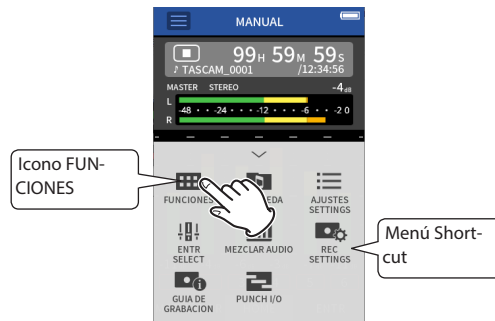 MANUAL
99H 59M 59S
♪ TASCAM_0001 /12:34:56
MASTER STEREO -4dB
L
-48 · · -24 · · · -12 · · · -6 · · -2 0
R
Icono FUN-
CIONES
FUNCIONES EDA AJUSTES
SETTINGS
ENTR
SELECT
MEZCLAR AUDIO
REC
SETTINGS
Menú Short-
cut
GUIA DE
GRABACION
PUNCH I/O